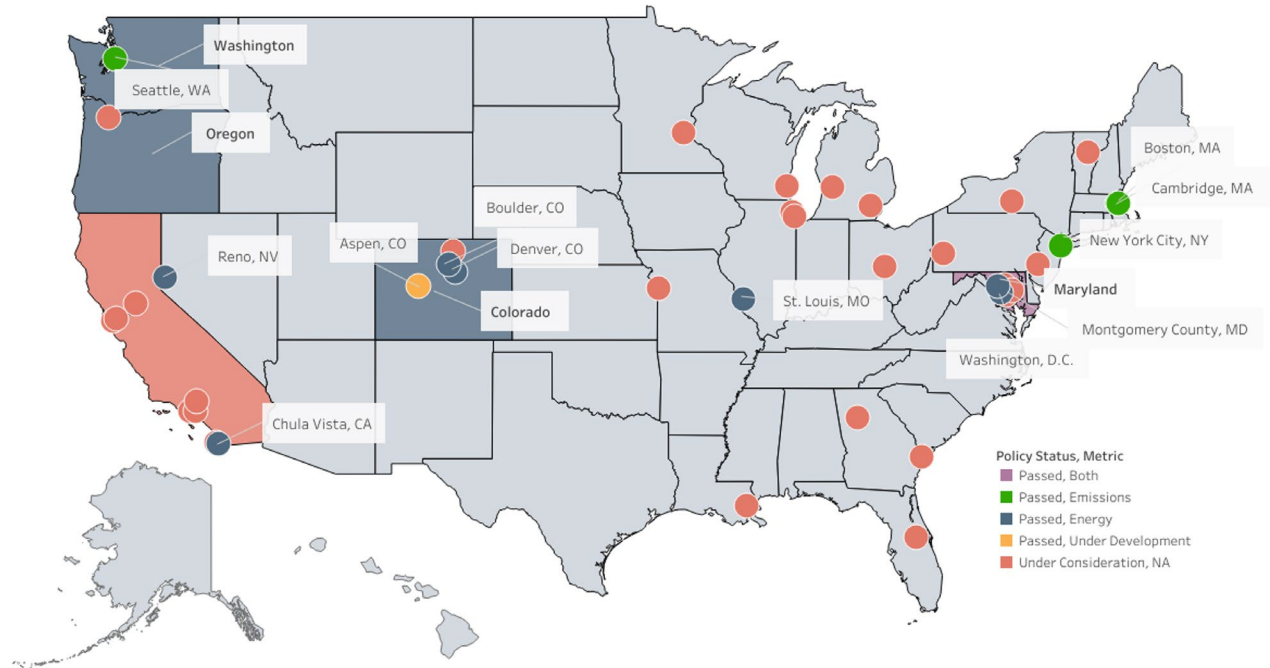 Washington
Seattle, WA
Oregon
Boston, MA
Cambridge, MA
Boulder, CO
Aspen, CO
Denver, CO
Reno, NV
New York City, NY
Maryland
St. Louis, MO
Colorado
Montgomery County, MD
Washington, D.C.
Chula Vista, CA
Policy Status, Metric
Passed, Both
Passed, Emissions
Passed, Energy
Passed, Under Development
Under Consideration, NA